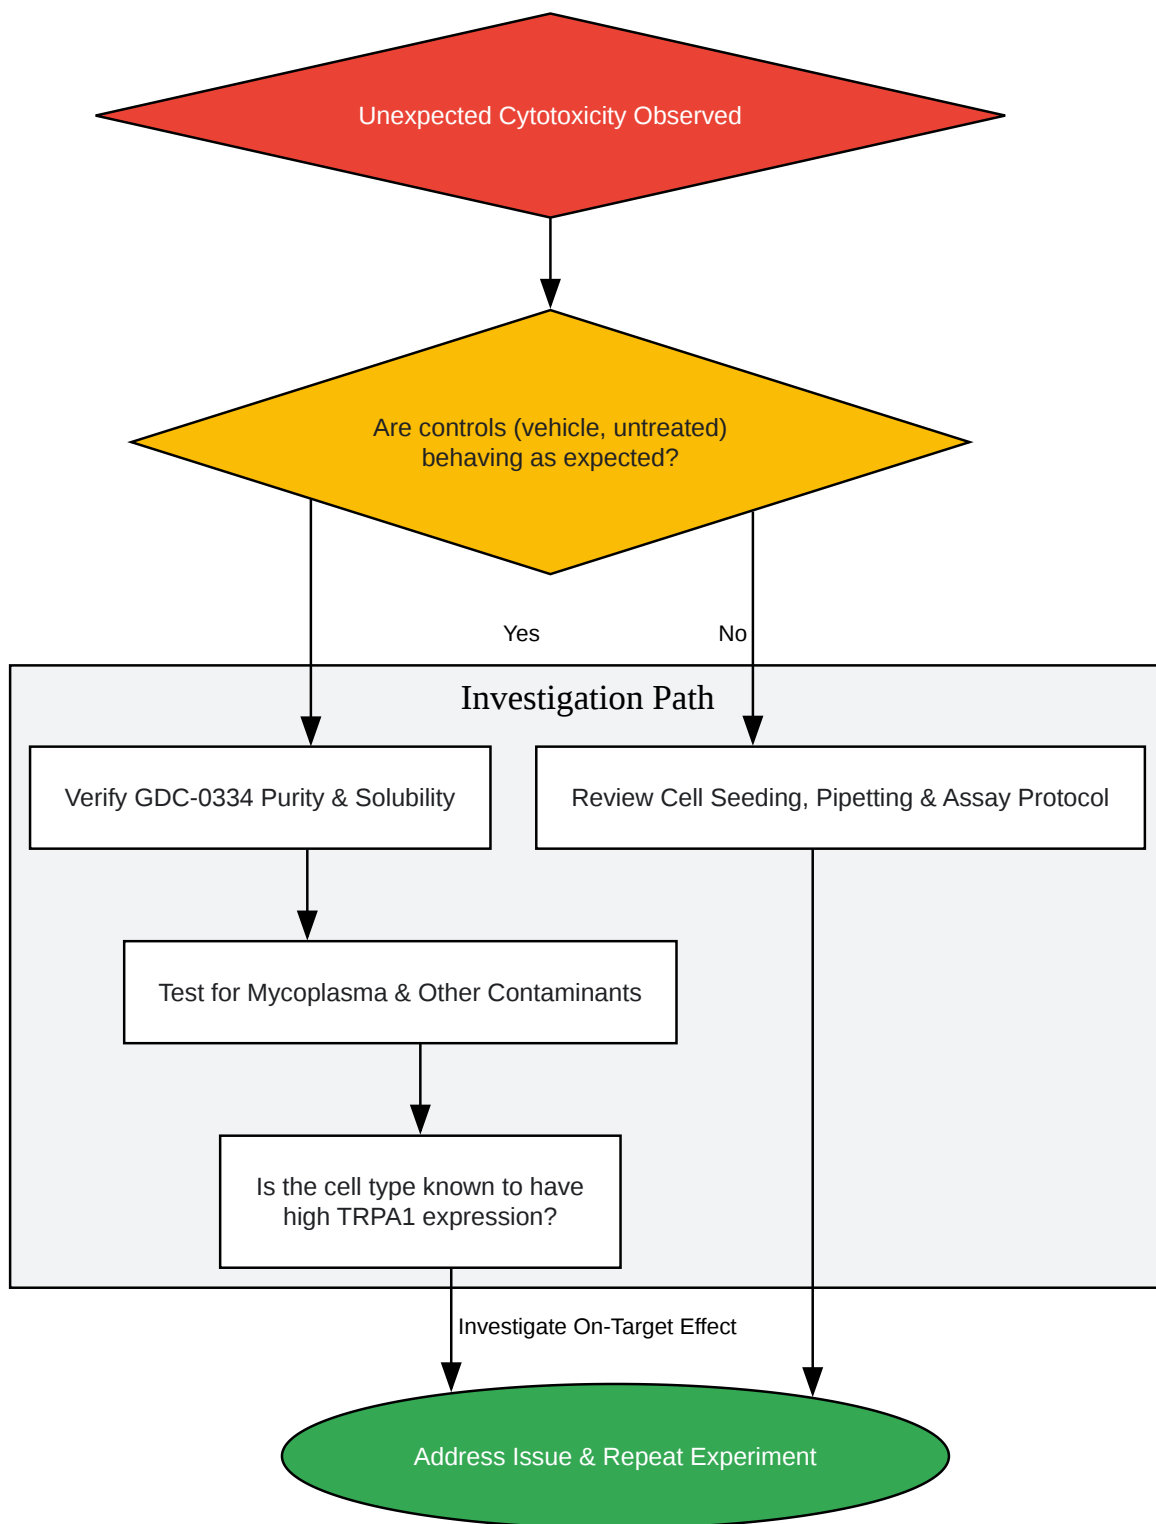 Unexpected Cytotoxicity Observed
Are controls (vehicle, untreated)
behaving as expected?
Yes
No
Investigation Path
Verify GDC-0334 Purity & Solubility
Review Cell Seeding, Pipetting & Assay Protocol
Test for Mycoplasma & Other Contaminants
Is the cell type known to have
high TRPA1 expression?
Investigate On-Target Effect
Address Issue & Repeat Experiment